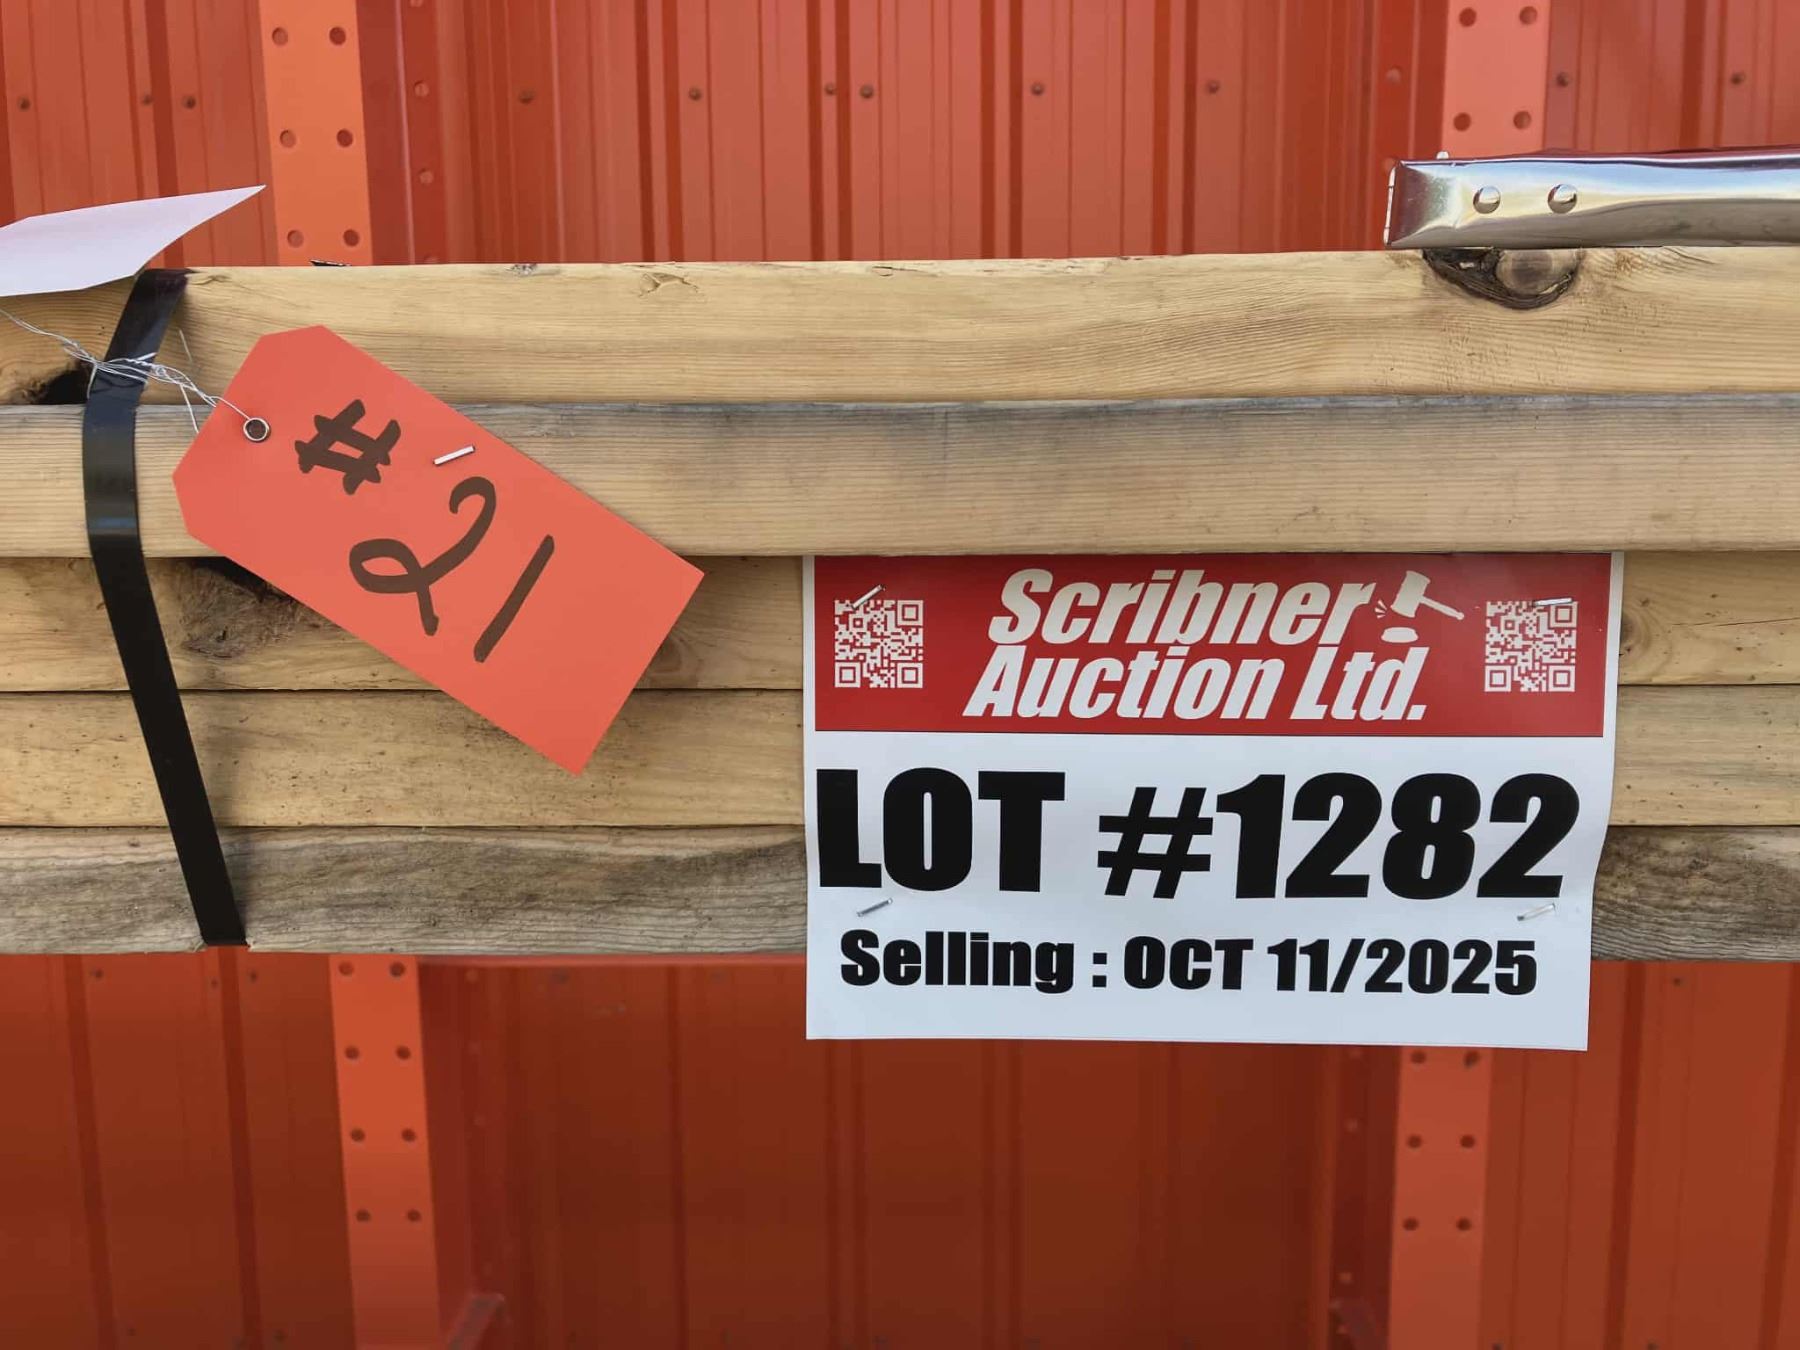 #
21
Scribner
Auction Ltd.
LOT #1282
Selling : OCT 11/2025